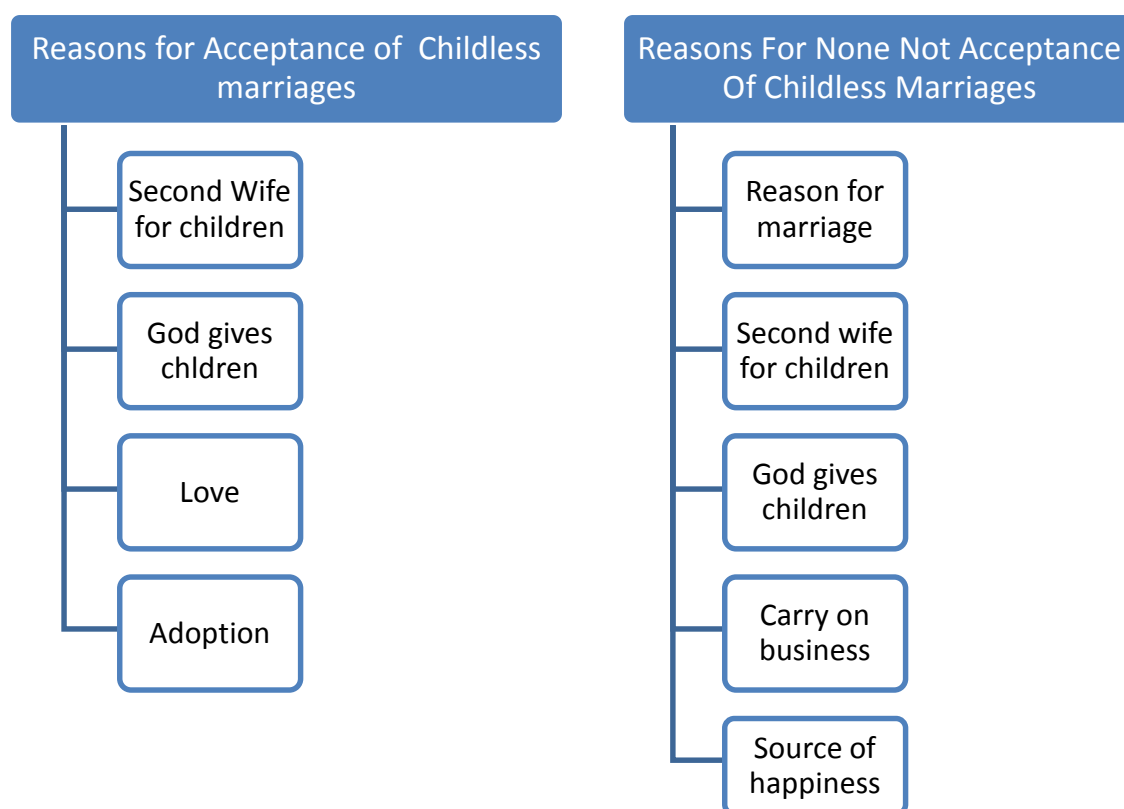 Reasons for Acceptance of Childless
marriages
Second Wife
for children
God gives
chldren
Love
Adoption
Reasons For None Not Acceptance
Of Childless Marriages
Reason for
marriage
Second wife
for children
God gives
children
Carry on
business
Source of
happiness